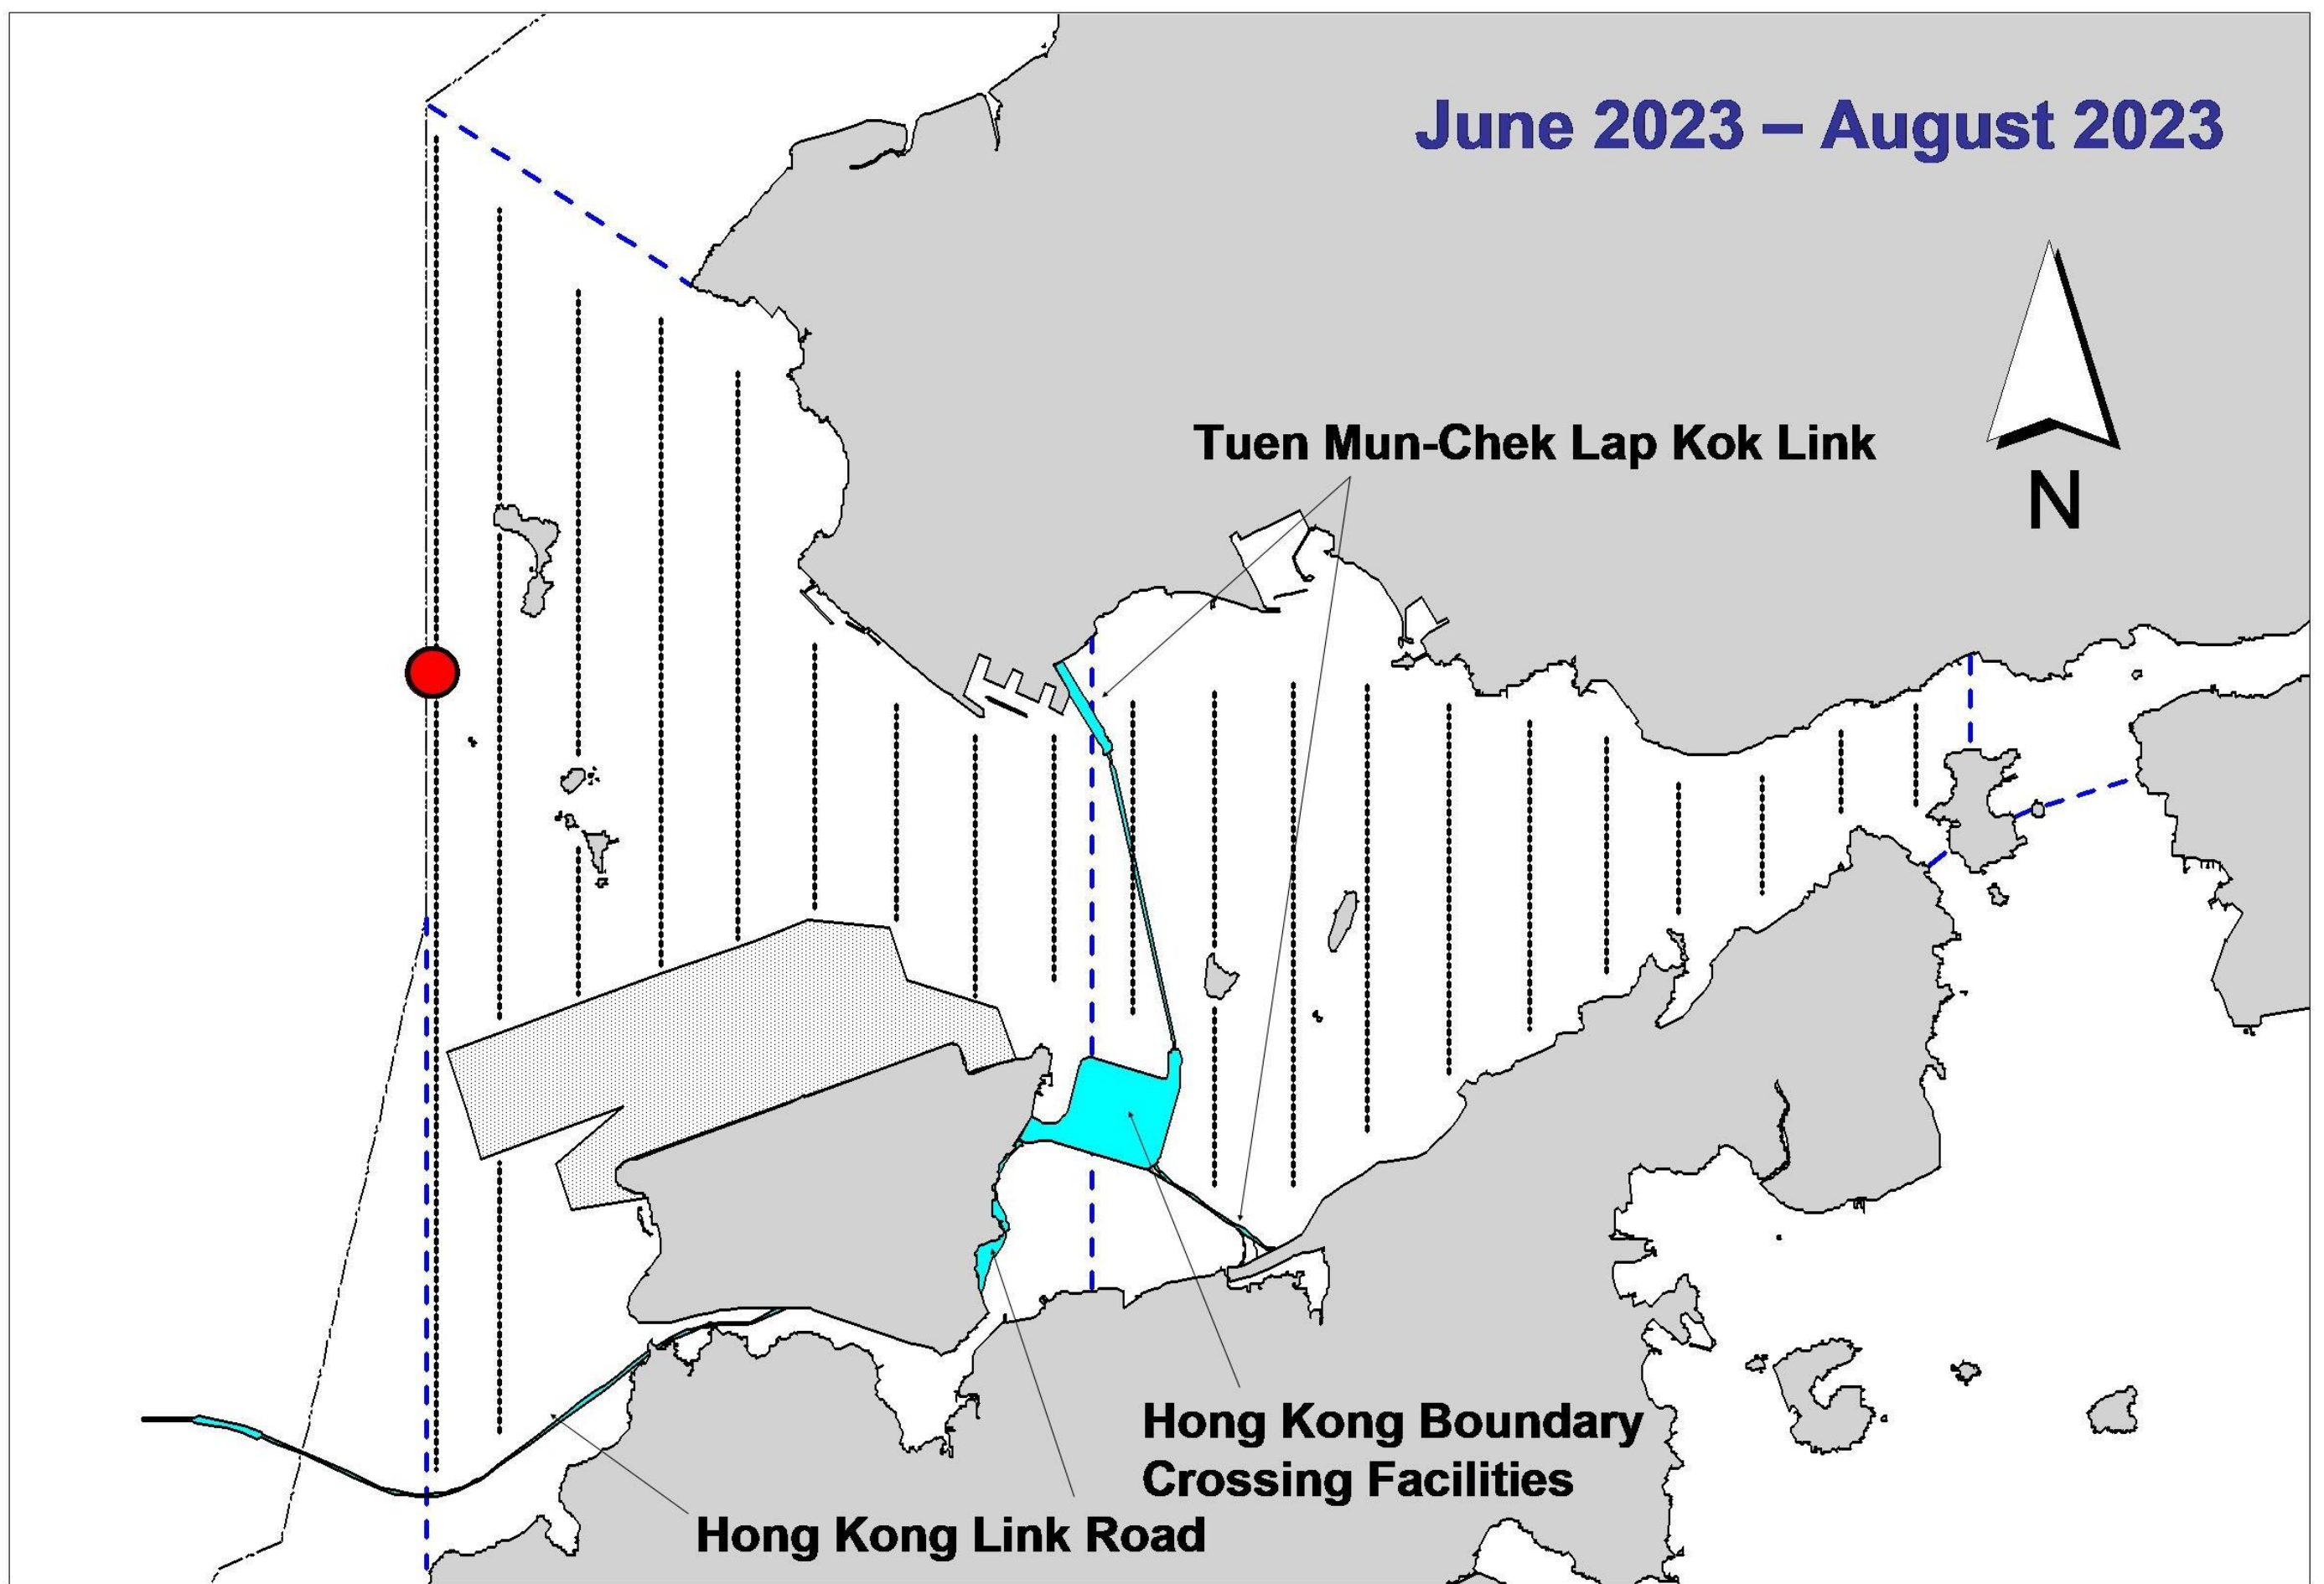 June 2023 – August 2023
Tuen Mun-Chek Lap Kok Link
N
Hong Kong Boundary
Crossing Facilities
Hong Kong Link Road